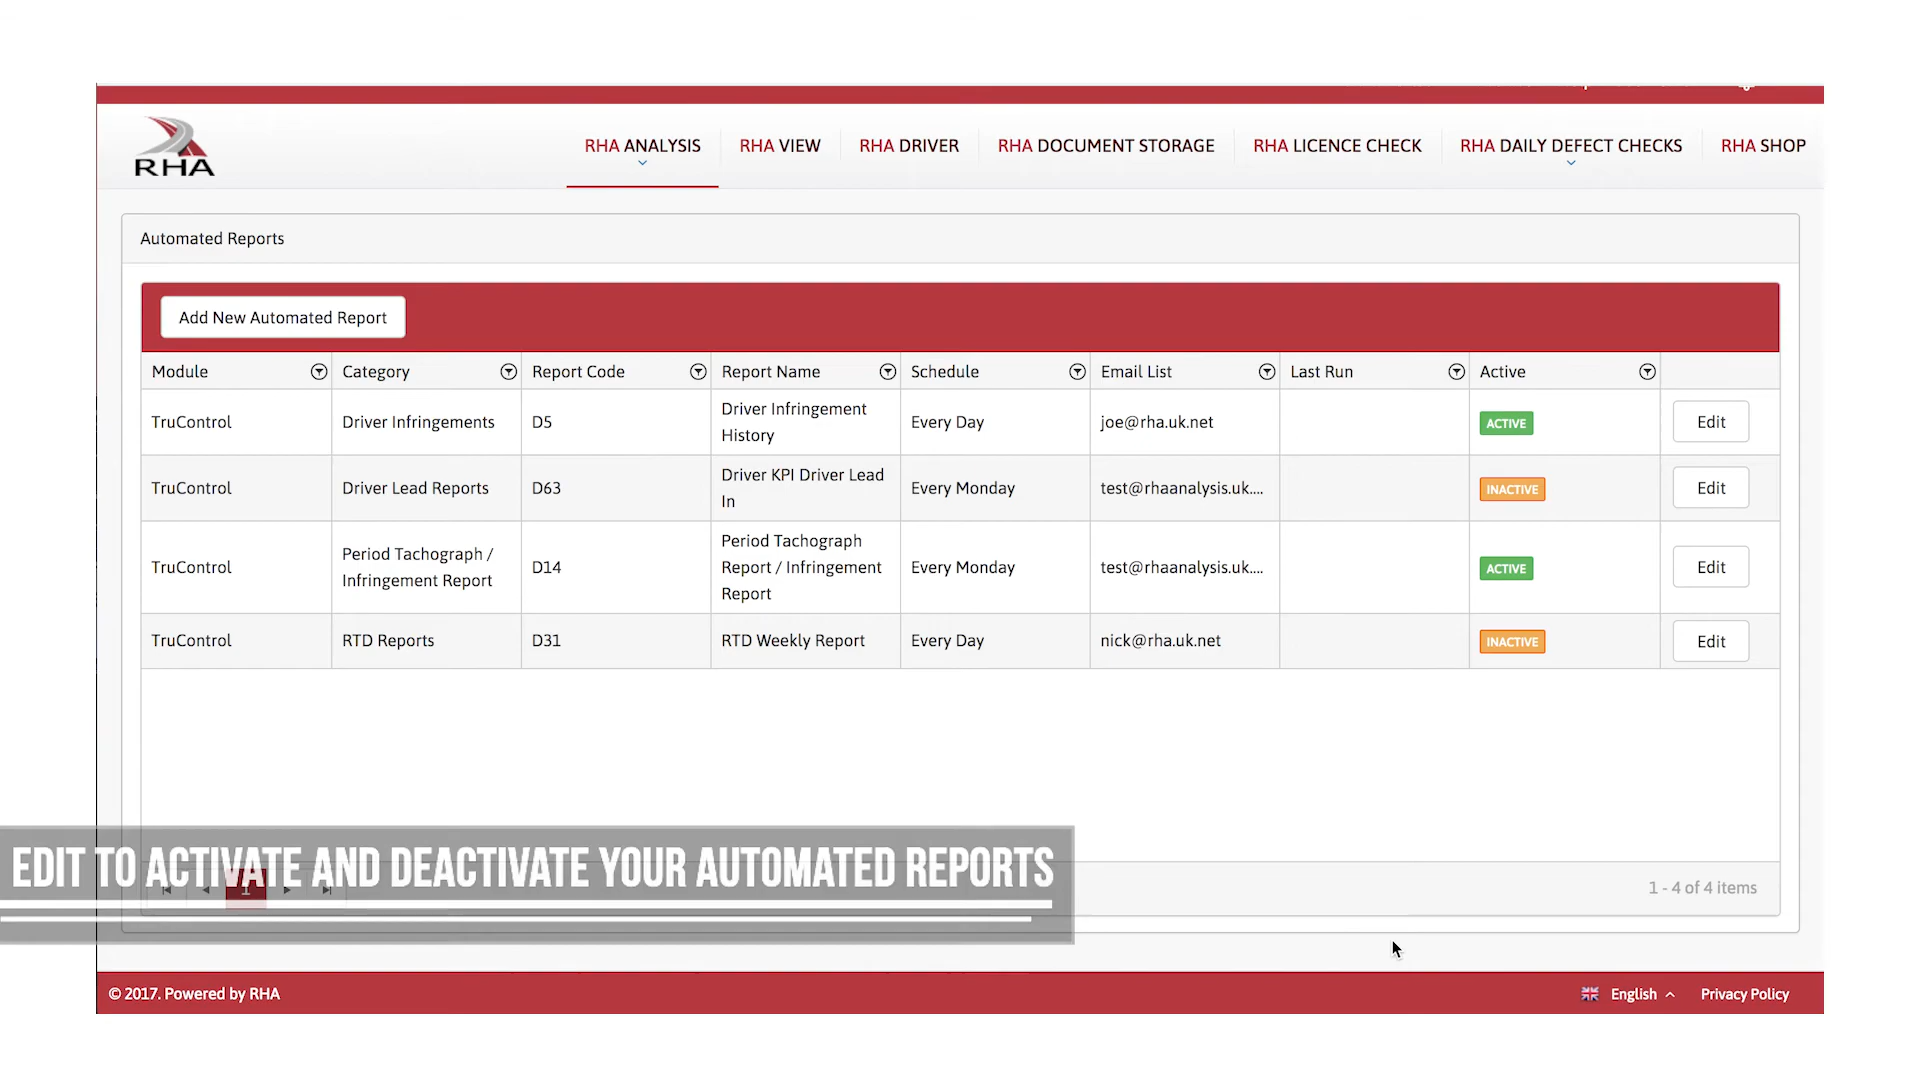 RHA
RHA ANALYSIS
RHA VIEW
RHA DRIVER
RHA DOCUMENT STORAGE
RHA LICENCE CHECK
RHA DAILY DEFECT CHECKS
RHA SHOP
Automated Reports
Add New Automated Report
Module Category Report Code Report Name Schedule Email List Last Run Active
TruControl Driver Infringements D5 Driver Infringement
History Every Day joe@rha.uk.net ACTIVE Edit
TruControl Driver Lead Reports D63 Driver KPI Driver Lead
In Every Monday test@rhaanalysis.uk.... INACTIVE Edit
TruControl Period Tachograph /
Infringement Report D14 Period Tachograph
Report / Infringement
Report Every Monday test@rhaanalysis.uk.... ACTIVE Edit
TruControl RTD Reports D31 RTD Weekly Report Every Day nick@rha.uk.net INACTIVE Edit
EDIT TO ACTIVATE AND DEACTIVATE YOUR AUTOMATED REPORTS
1
1 - 4 of 4 items
© 2017. Powered by RHA
English
Privacy Policy